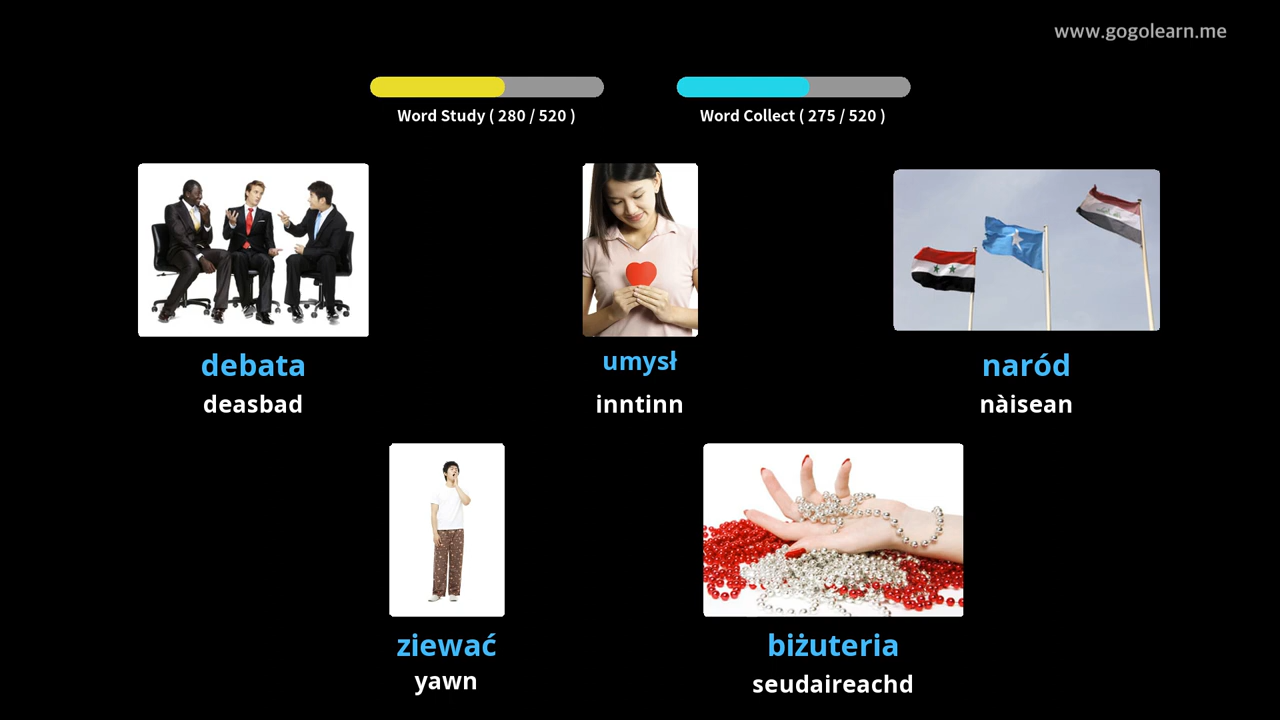 www.gogolearn.me
Word Study ( 280 / 520 )
Word Collect ( 275 / 520 )
debata
deasbad
umysł
inntinn
naród
nàisean
ziewać
yawn
biżuteria
seudaireachd